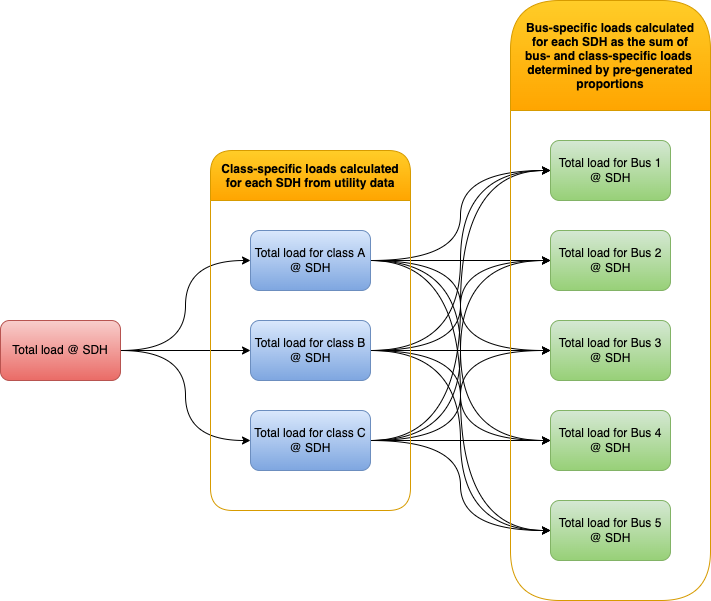 Bus-specific loads calculated
for each SDH as the sum of
bus- and class-specific loads
determined by pre-generated
proportions
Class-specific loads calculated
for each SDH from utility data
Total load @ SDH
Total load for class A
@ SDH
Total load for class B
@ SDH
Total load for class C
@ SDH
Total load for Bus 1
@ SDH
Total load for Bus 2
@ SDH
Total load for Bus 3
@ SDH
Total load for Bus 4
@ SDH
Total load for Bus 5
@ SDH